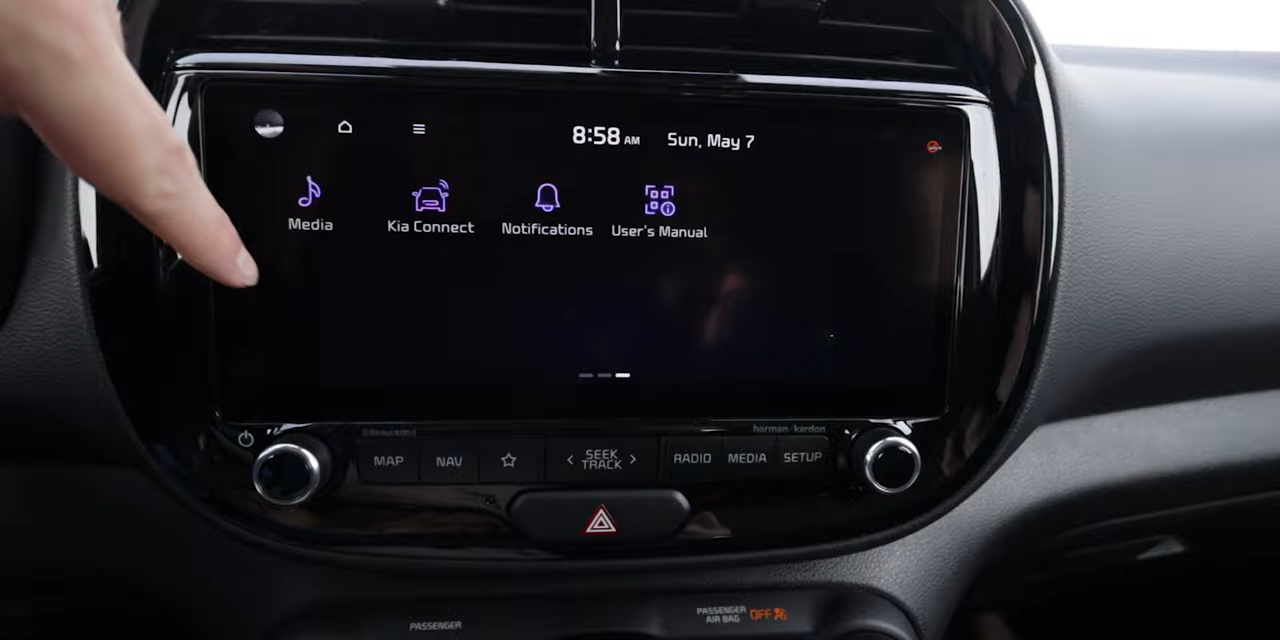 8:58 AM Sun, May 7
Media
Kia Connect
Notifications
User's Manual
harman/kardon
MAP
NAV
SEEK
TRACK
RADIO
MEDIA
SETUP
PASSENGER
PASSENGER
AIR BAG
OFF